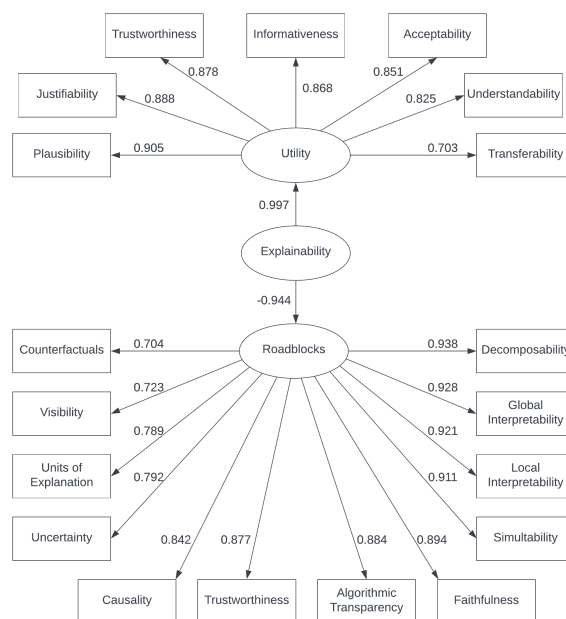 Trustworthiness
Informativeness
Acceptability
0.878
0.868
0.851
Justifiability
0.888
0.825
Understandability
Plausibility
0.905
Utility
0.703
Transferability
0.997
Explainability
-0.944
Counterfactuals
0.704
Roadblocks
0.938
Decomposability
Visibility
0.723
0.928
Global
Interpretability
Units of
Explanation
0.789
0.921
Local
Interpretability
Uncertainty
0.792
0.911
Simultability
0.842
0.877
0.884
0.894
Causality
Trustworthiness
Algorithmic
Transparency
Faithfulness